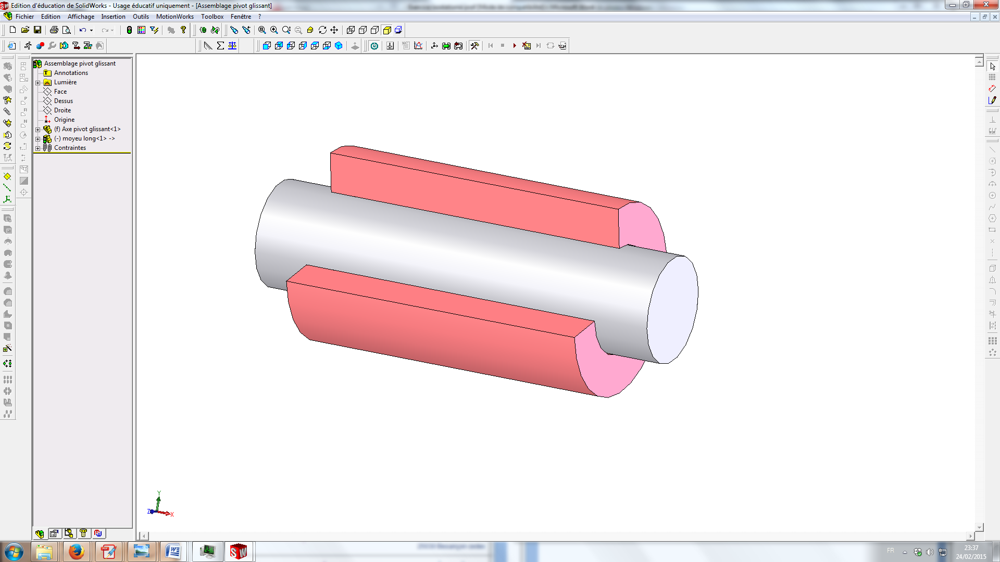 Edition d'éducation de SolidWorks - Usage éducatif uniquement - [Assemblage pivot glissant]
Fichier Edition Affichage Insertion Outils MotionWorks Toolbox Fenêtre ?
Assemblage pivot glissant
Annotations
Lumière
Face
Dessus
Droite
Origine
(f) Axe pivot glissant<1>
(-) moyeu long<1> ->
Contraintes
Y
Z
X
FR
23:37
24/02/2015